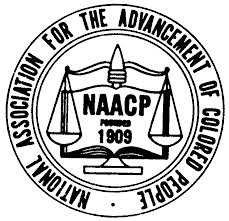 NATIONAL ASSOCIATION FOR THE ADVANCEMENT OF COLORED PEOPLE ·
NAACP
FOUNDED
1909